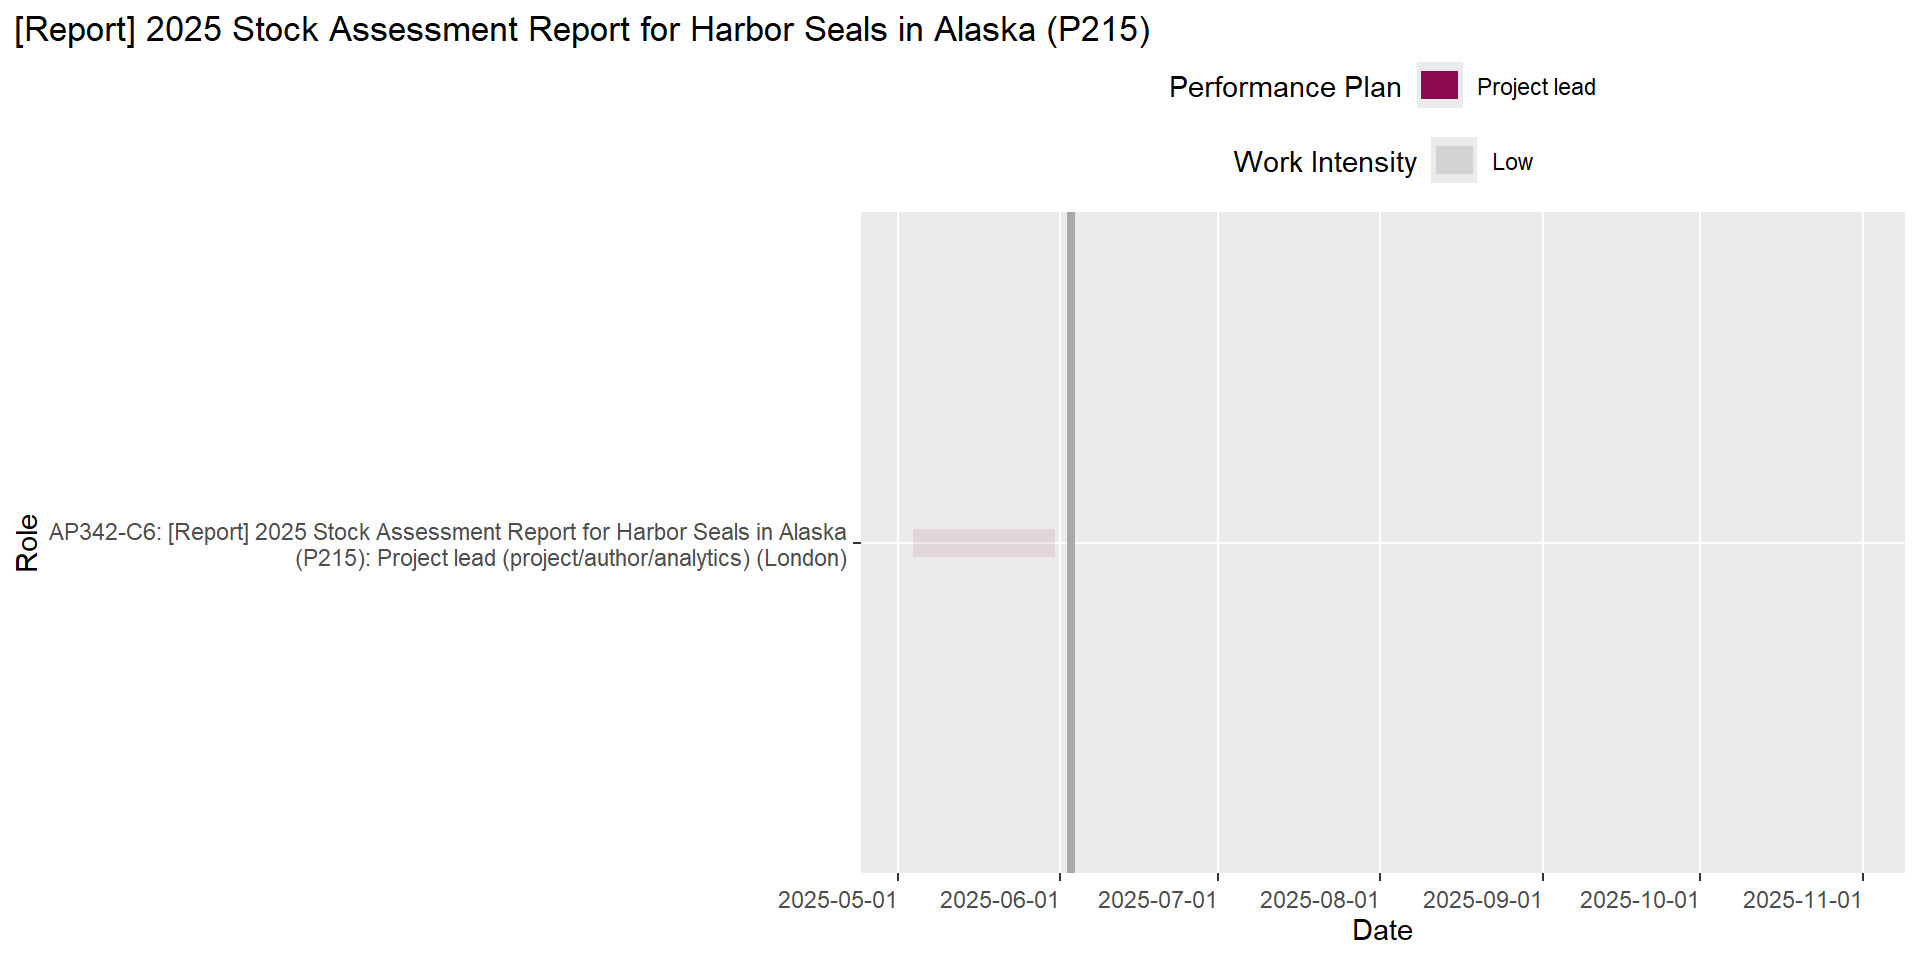 [Report] 2025 Stock Assessment Report for Harbor Seals in Alaska (P215)
Performance Plan Project lead
Work Intensity Low
Role
AP342-C6: [Report] 2025 Stock Assessment Report for Harbor Seals in Alaska
(P215): Project lead (project/author/analytics) (London)
2025-05-01 2025-06-01 2025-07-01 2025-08-01 2025-09-01 2025-10-01 2025-11-01
Date